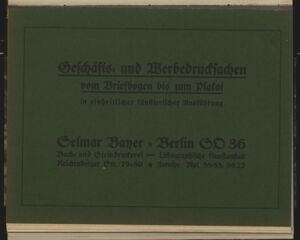 Geschäfts- und Werbedrucksachen
vom Briefbogen bis zum Plakat
in einheitlicher künstlerischer Ausführung
Selmar Bayer * Berlin SO 36
Buch- und Steindruckerei — Lithographische Kunstanstalt
Reichenberger Str.